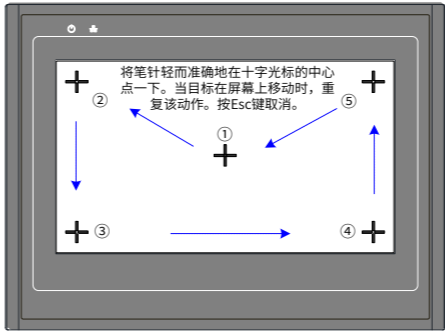 将笔针轻而准确地在十字光标的中心
点一下。当目标在屏幕上移动时，重
复该动作。按Esc键取消。
② ⑤
①
③ ④